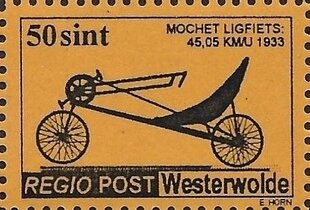 50 sint
MOCHET LIGFIETS:
45,05 KM/U 1933
REGIO POST Westerwolde
E. HORN